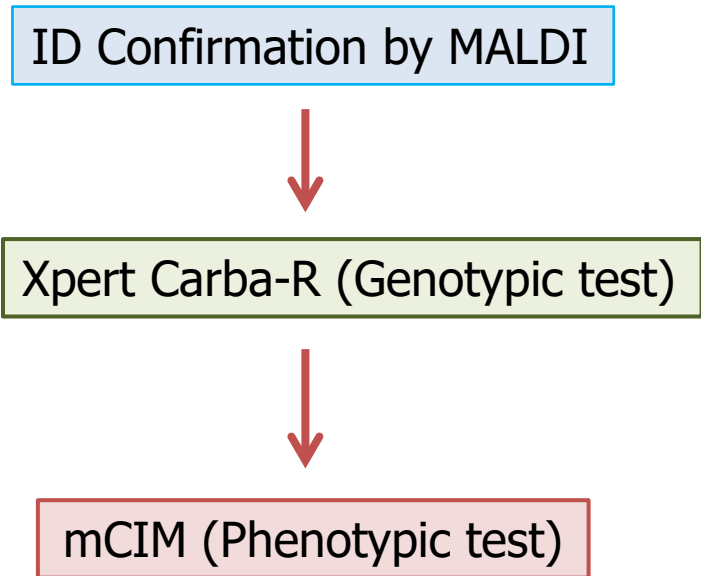 ID Confirmation by MALDI
Xpert Carba-R (Genotypic test)
mCIM (Phenotypic test)